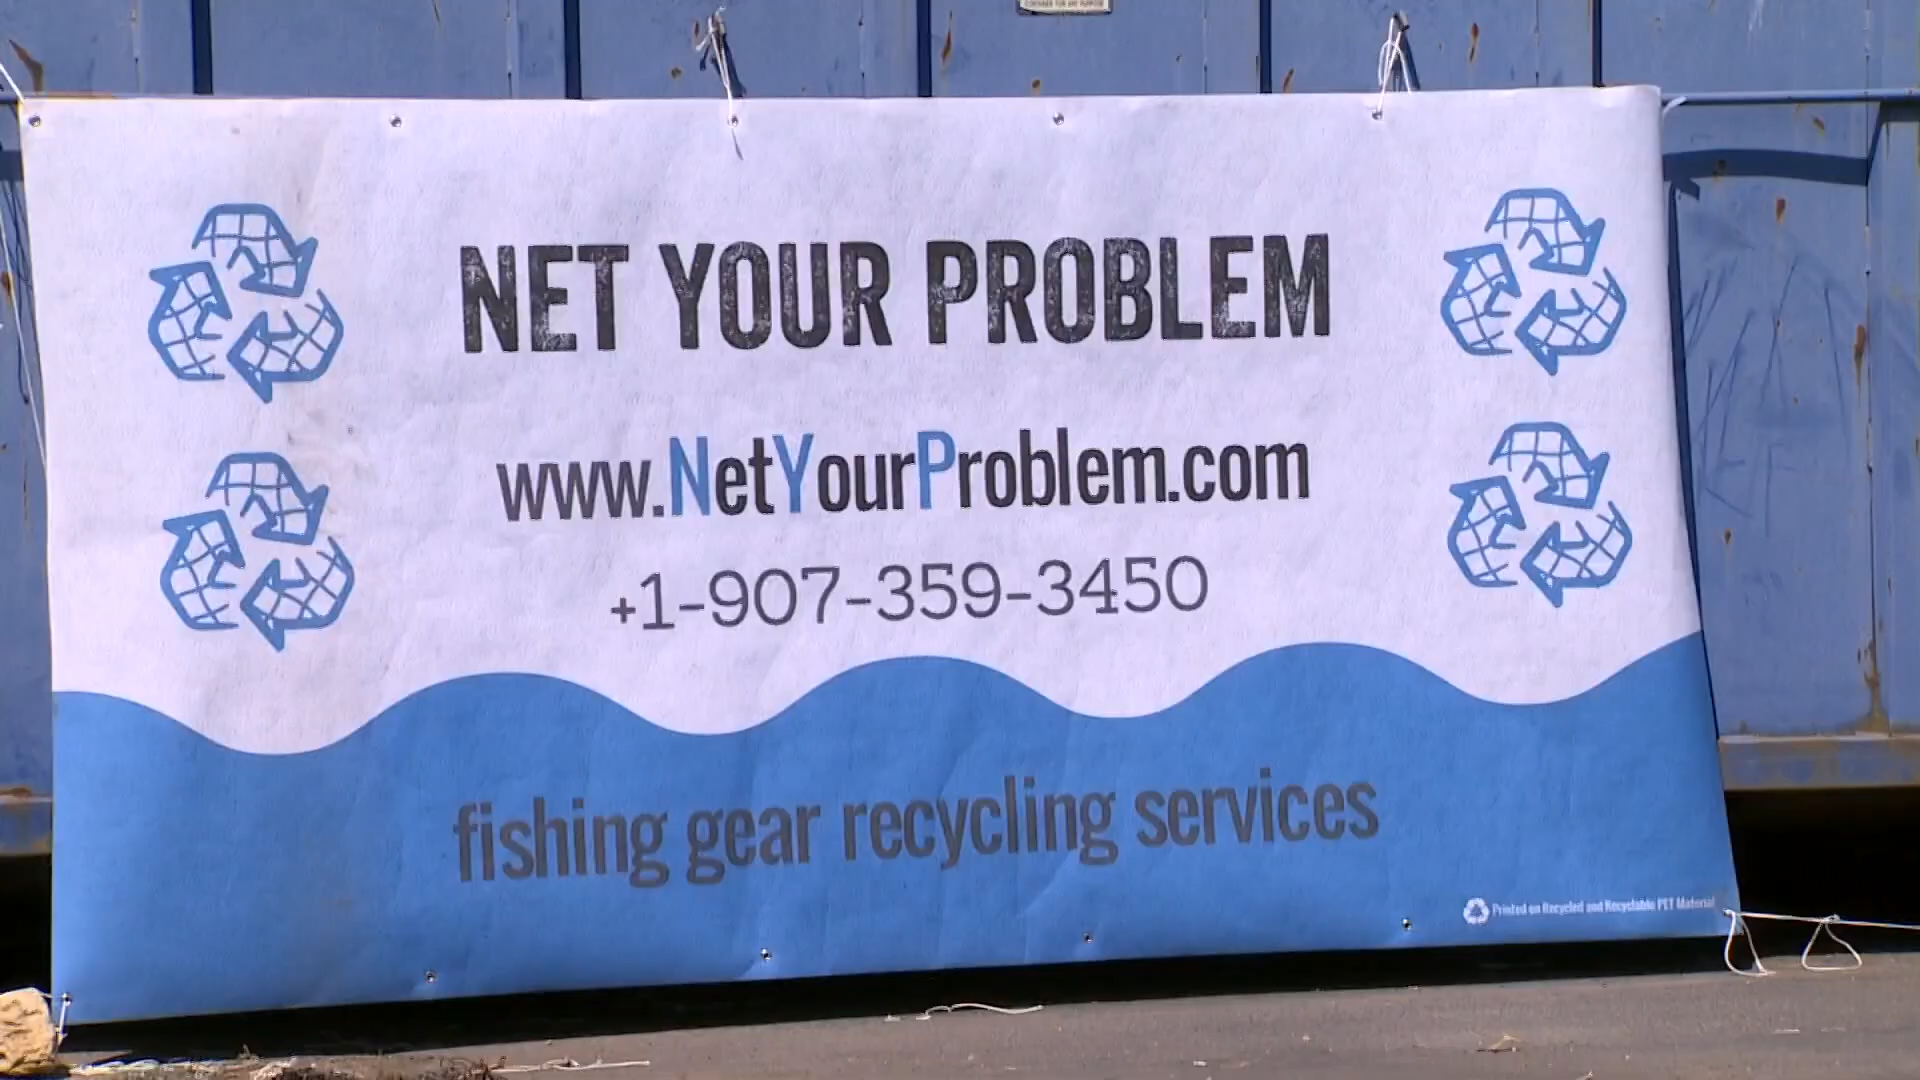 NET YOUR PROBLEM
www.NetYourProblem.com
+1-907-359-3450
fishing gear recycling services
Printed on Recycled and Recyclable PET Material